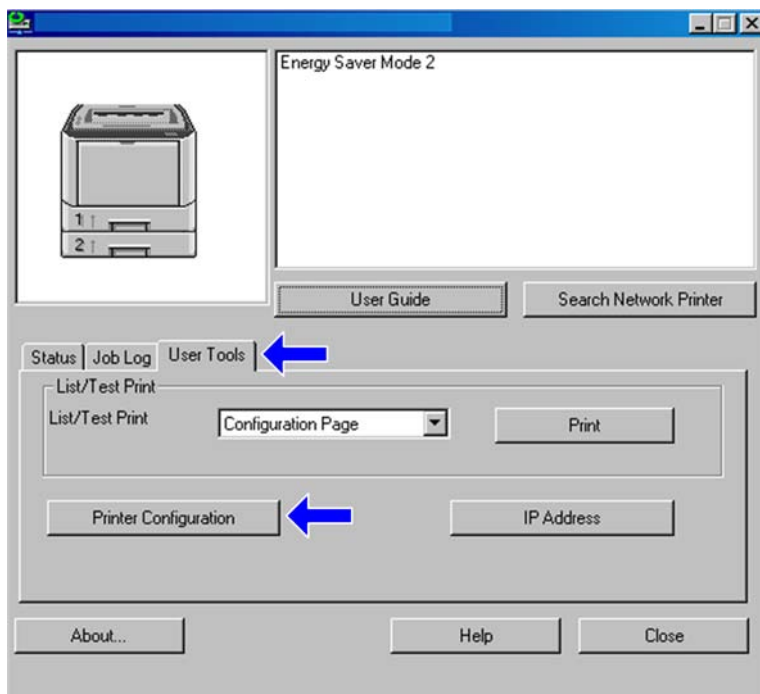 Energy Saver Mode 2
1
2
User Guide
Search Network Printer
Status
Job Log
User Tools
List/Test Print
List/Test Print
Configuration Page
Print
Printer Configuration
IP Address
About...
Help
Close